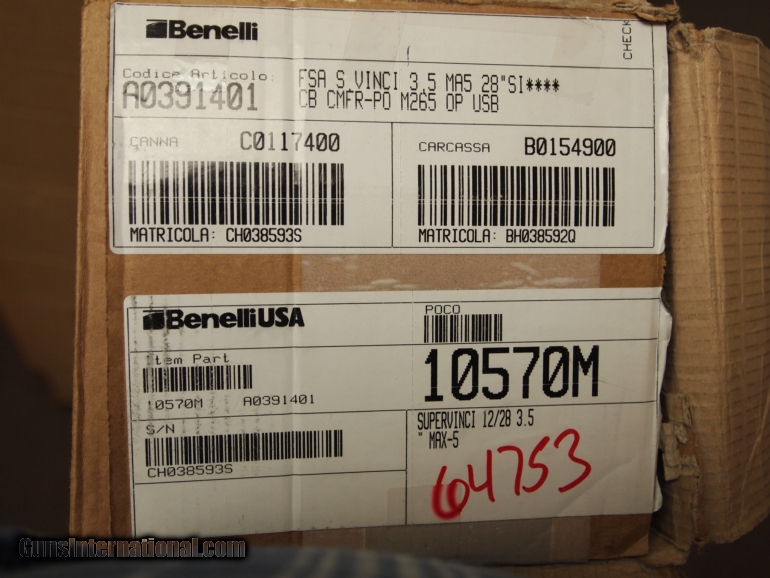 Benelli
CHECK
Codice Articolo:
A0391401
FSA S.VINCI 3,5 MA5 28"SI****
CB CMFR-PO M265 OP USB
CANNA C0117400
MATRICOLA: CH038593S
CARCASSA B0154900
MATRICOLA: BH038592Q
BenelliUSA
POCO
Item Part
10570M A0391401
10570M
S/N
CH038593S
SUPERVINCI 12/28 3.5
" MAX-5
64753
GunsInternational.com